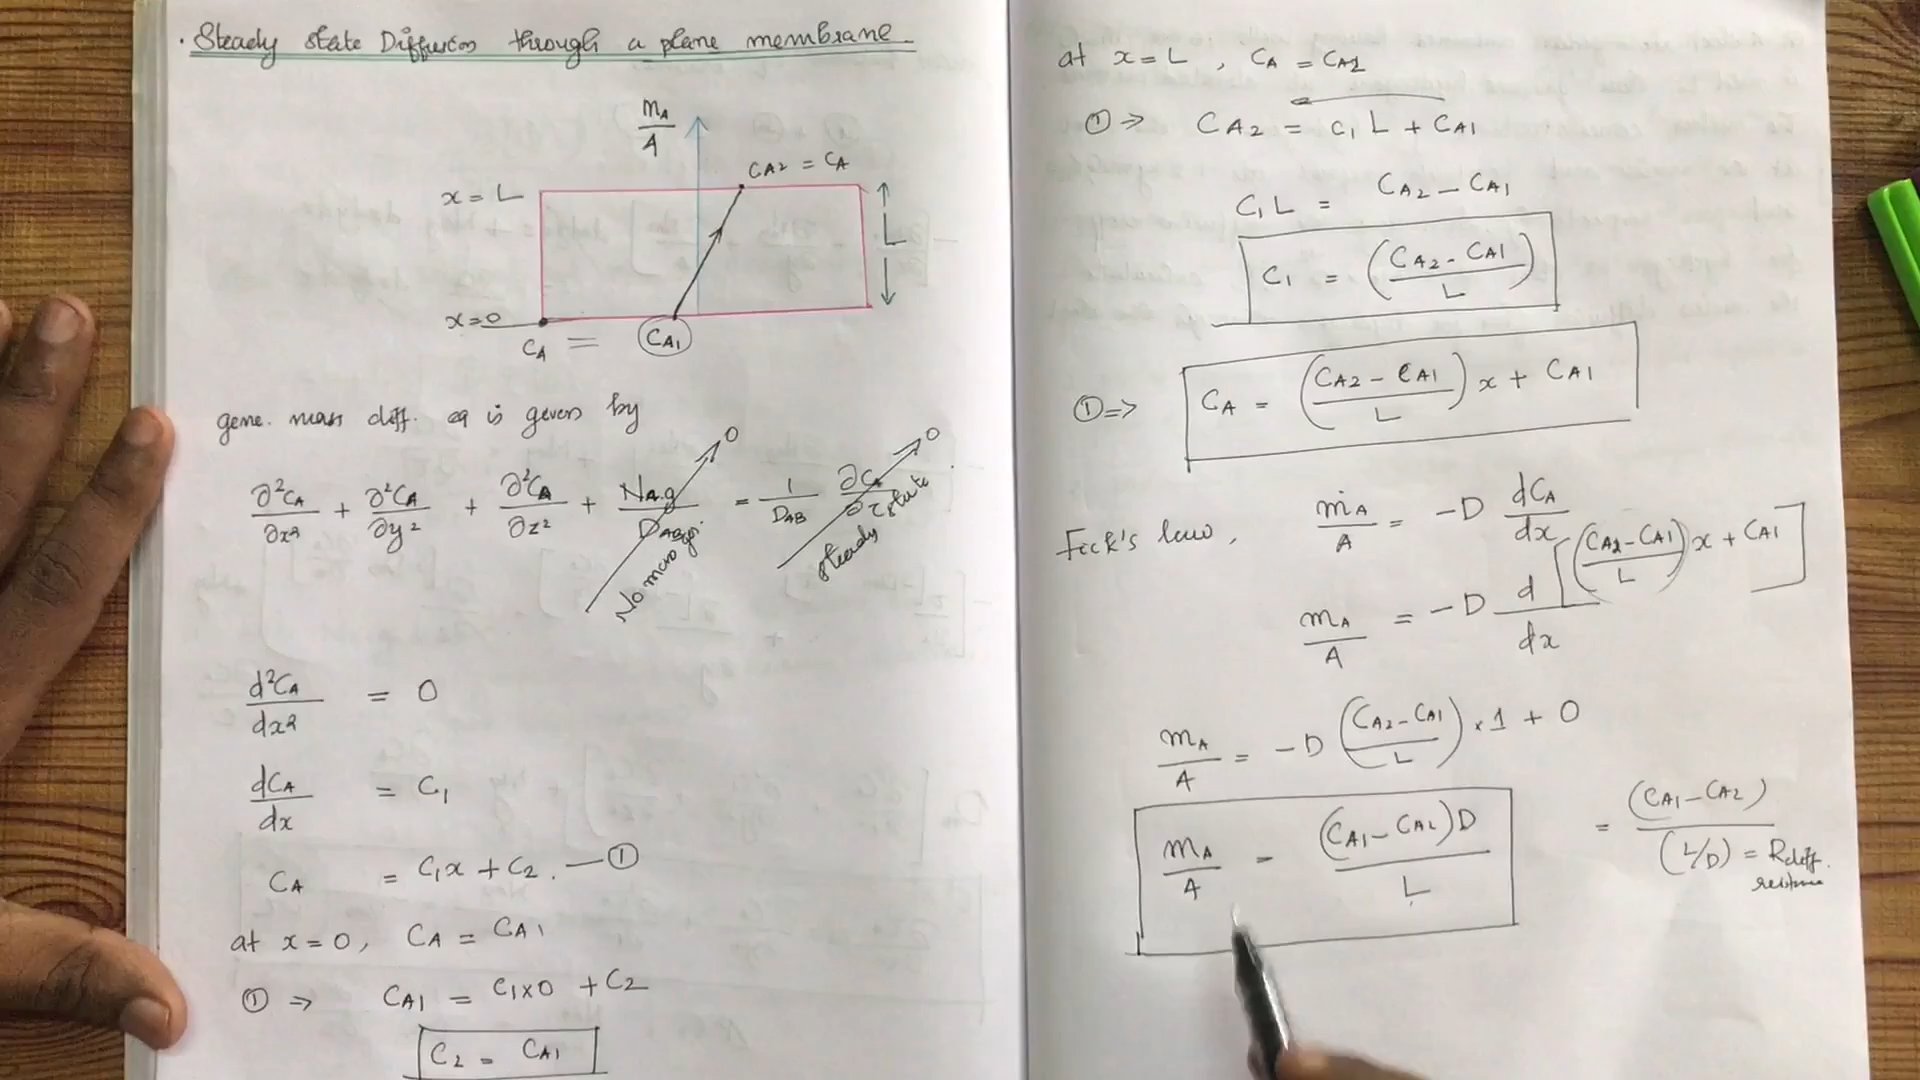 . Steady state Diffusion through a plane membrane
mA/A
CA2 = CA
x = L
L
x=0
CA = CA1
gene. mass diff. eq is given by
0 0
∂²CA/∂x² + ∂²CA/∂y² + ∂²CA/∂z² + NA.g/DAB = 1/DAB ∂CA/∂τ
No mass gen. steady state
d²CA/dx² = 0
dCA/dx = C1
CA = C1x + C2 . — ①
at x=0, CA = CA1
① ⇒ CA1 = C1x0 + C2
C2 = CA1
at x=L , CA = CA2
① ⇒ CA2 = C1 L + CA1
C1L = CA2 – CA1
C1 = (CA2 - CA1/L)
① ⇒ CA = (CA2 – CA1/L) x + CA1
Fick's law, ṁA/A = -D dCA/dx
mA/A = -D d/dx [(CA2–CA1/L) x + CA1]
mA/A = -D (CA2–CA1/L) × 1 + 0
mA/A = (CA1–CA2)D/L = (CA1–CA2)/(L/D) = Rdiff.